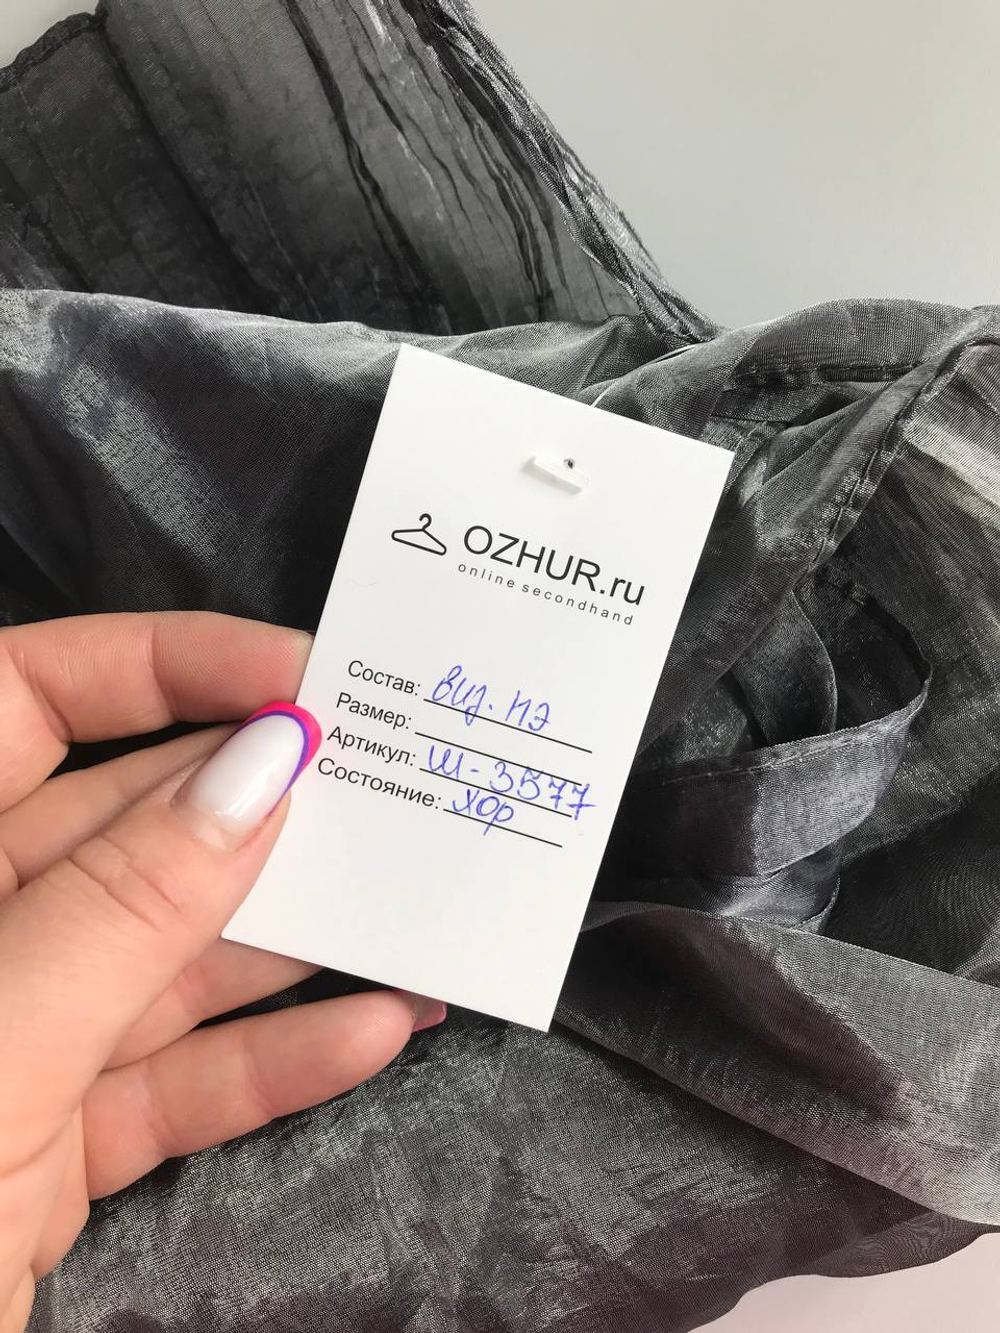 OZHUR.ru
online secondhand
Состав: виз. ПЭ
Размер:
Артикул: Ш-3577
Состояние: хор